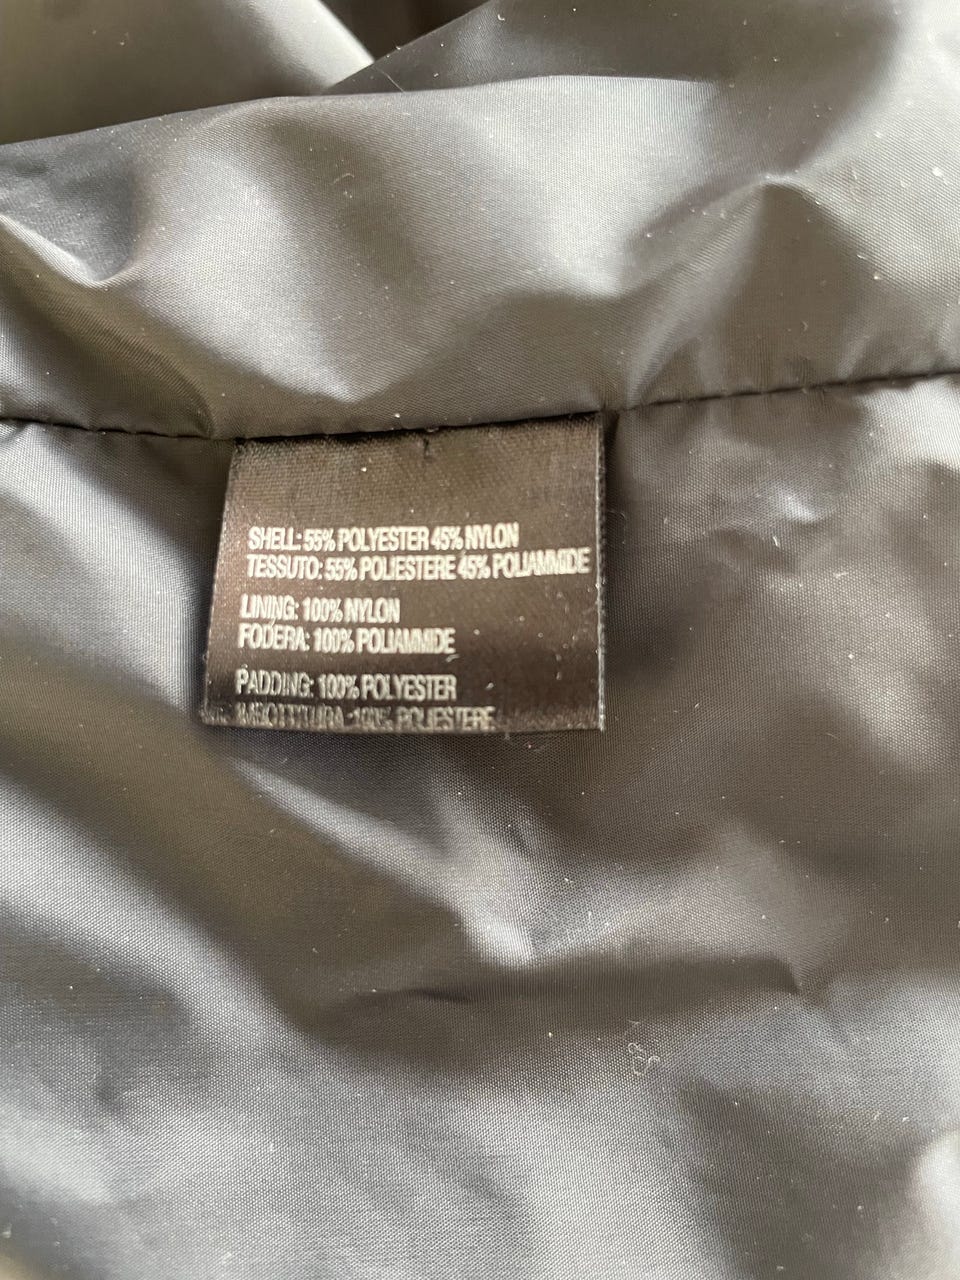 SHELL: 55% POLYESTER 45% NYLON
TESSUTO: 55% POLIESTERE 45% POLIAMMIDE
LINING: 100% NYLON
FODERA: 100% POLIAMMIDE
PADDING: 100% POLYESTER
IMBOTTITURA: 100% POLIESTERE